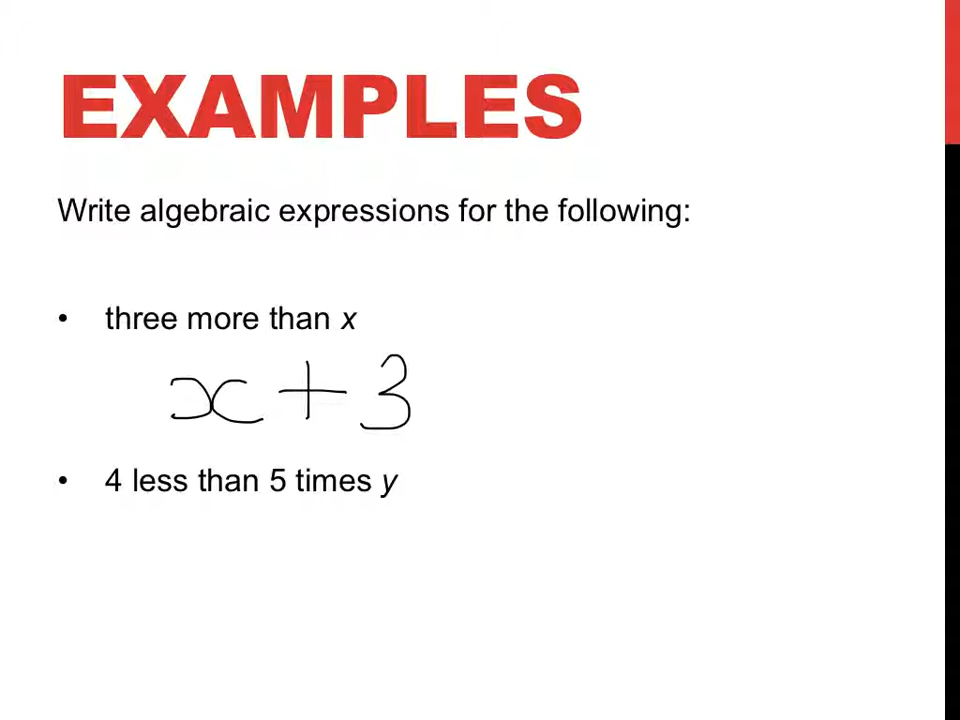 EXAMPLES
Write algebraic expressions for the following:
• three more than x
x + 3
• 4 less than 5 times y